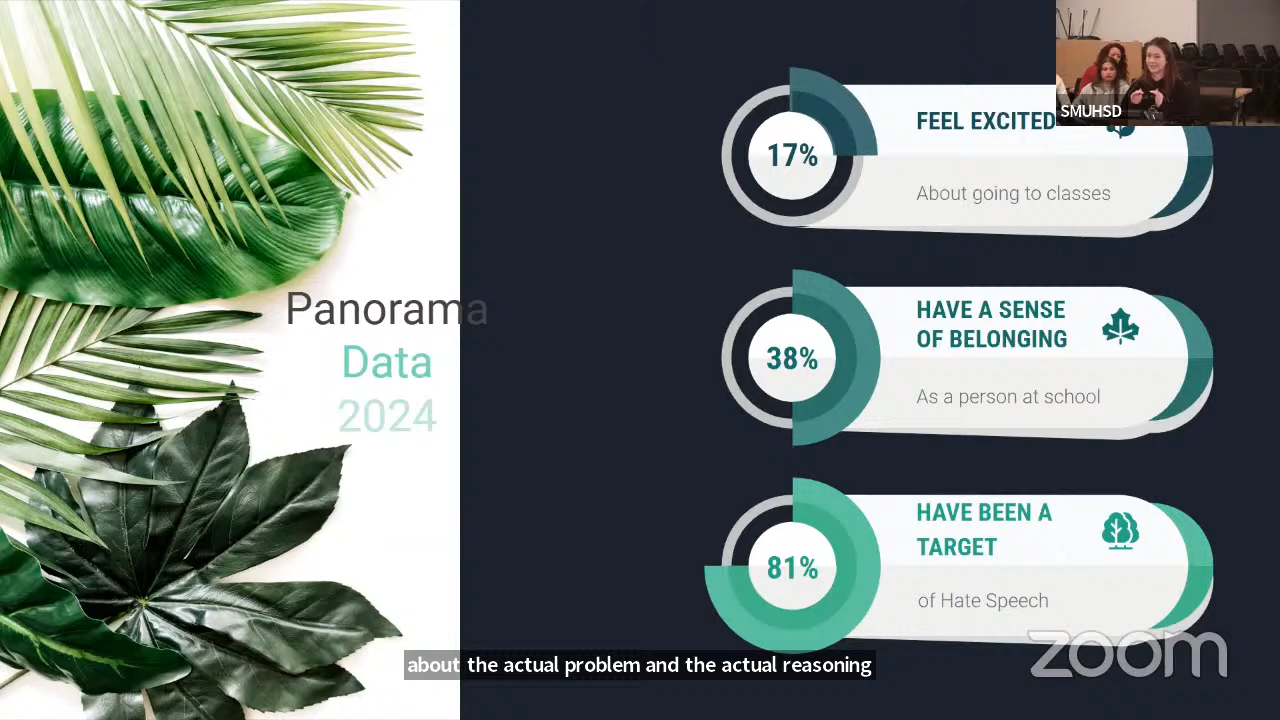 Panorama
Data
2024
17%
FEEL EXCITED
About going to classes
38%
HAVE A SENSE
OF BELONGING
As a person at school
81%
HAVE BEEN A
TARGET
of Hate Speech
SMUHSD
about the actual problem and the actual reasoning
zoom